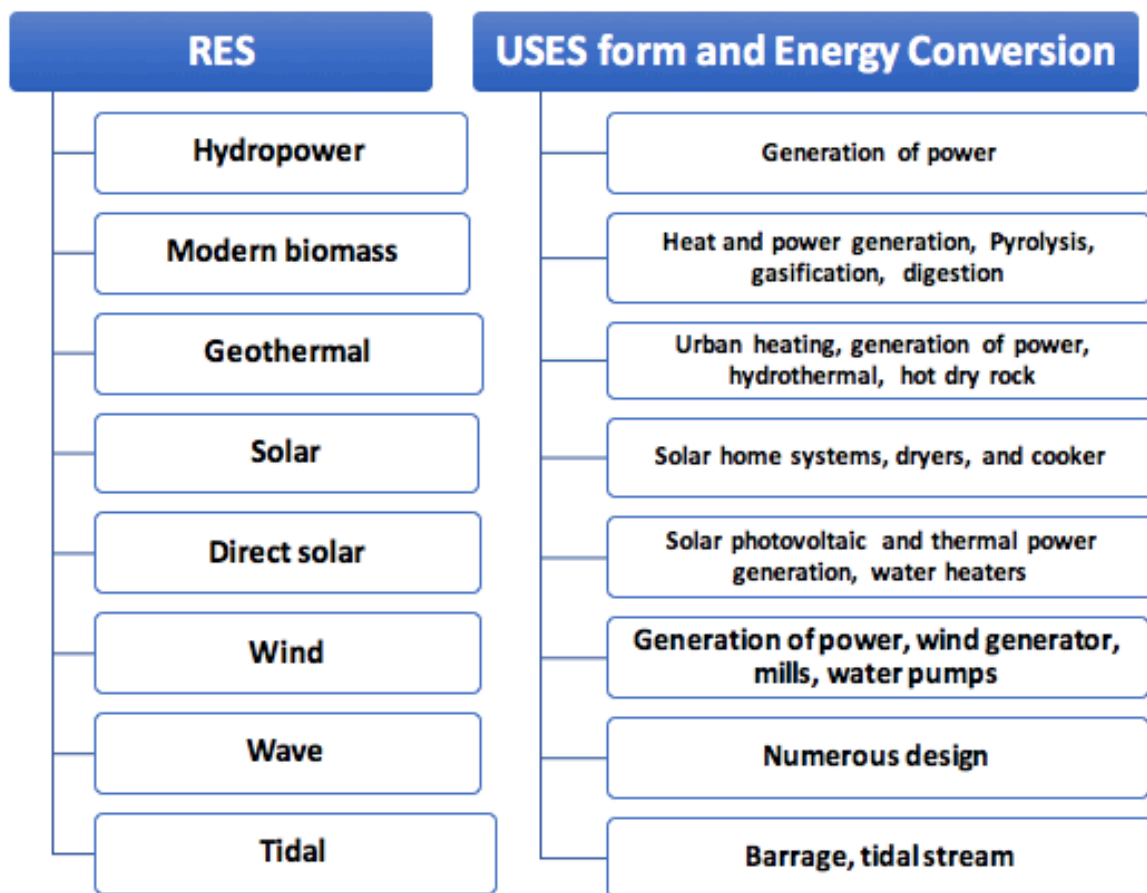 RES
USES form and Energy Conversion
Hydropower
Generation of power
Modern biomass
Heat and power generation, Pyrolysis,
gasification, digestion
Geothermal
Urban heating, generation of power,
hydrothermal, hot dry rock
Solar
Solar home systems, dryers, and cooker
Direct solar
Solar photovoltaic and thermal power
generation, water heaters
Wind
Generation of power, wind generator,
mills, water pumps
Wave
Numerous design
Tidal
Barrage, tidal stream